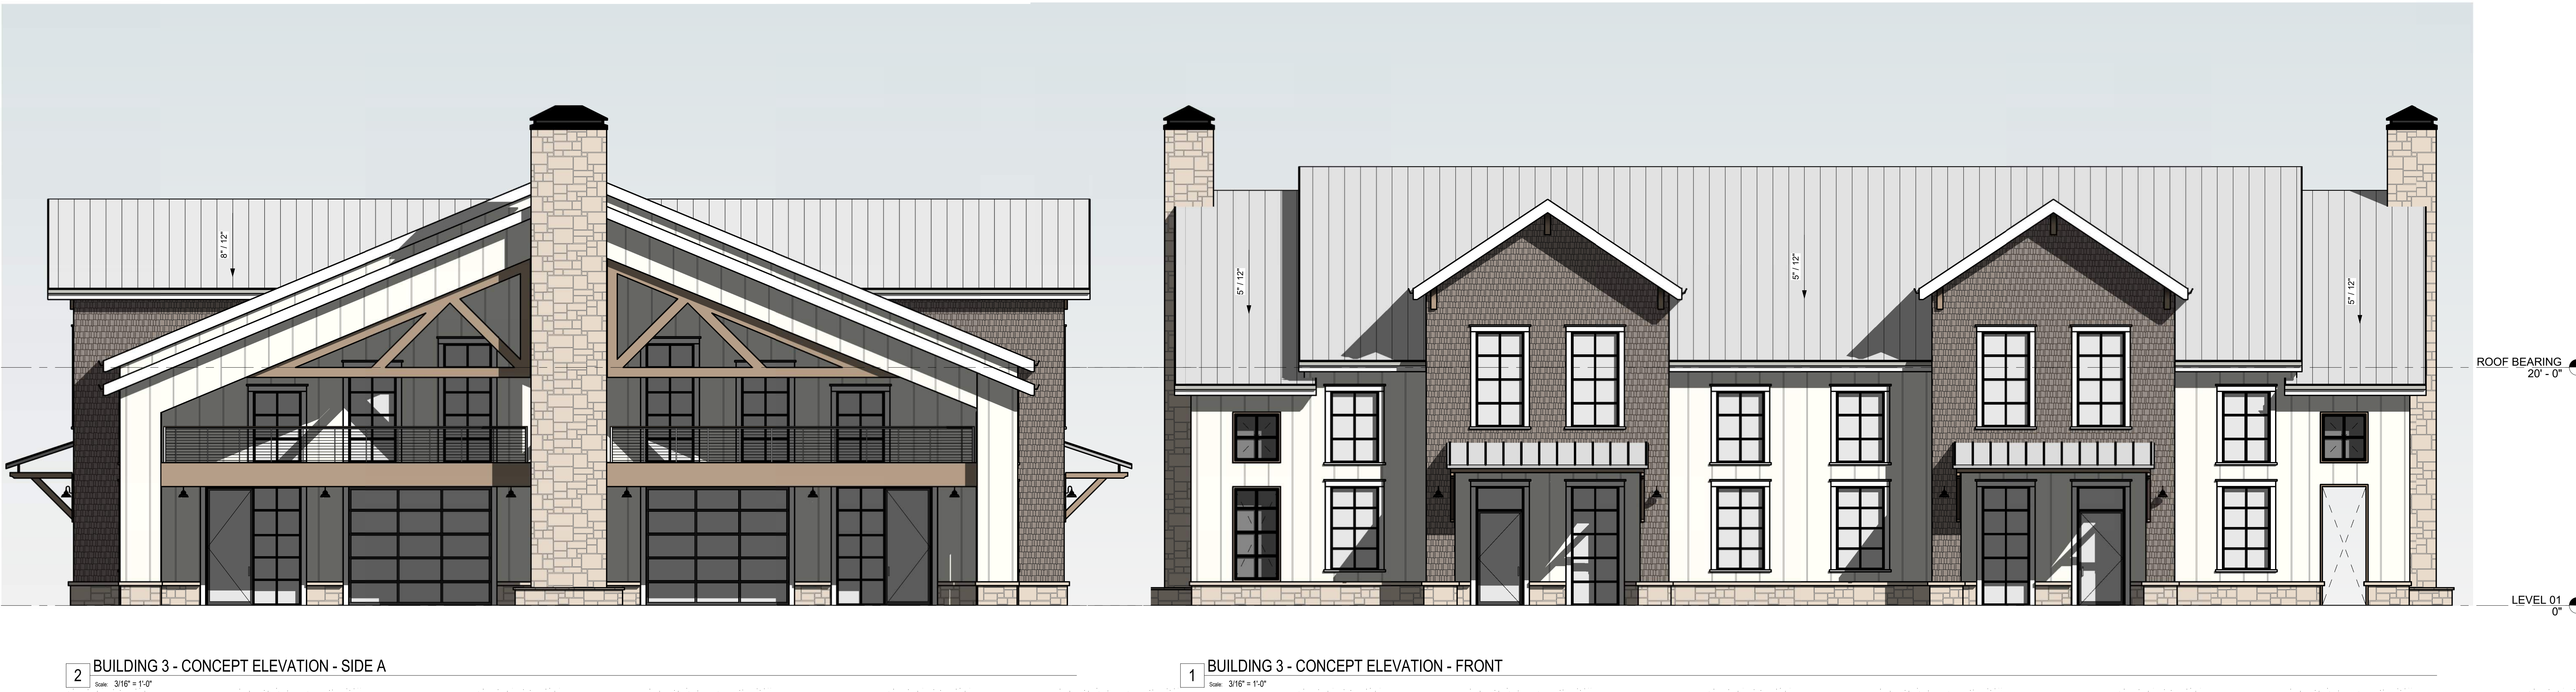 8" / 12"
5" / 12"
5" / 12"
5" / 12"
ROOF BEARING
20' - 0"
LEVEL 01
0"
2
BUILDING 3 - CONCEPT ELEVATION - SIDE A
Scale: 3/16" = 1'-0"
1
BUILDING 3 - CONCEPT ELEVATION - FRONT
Scale: 3/16" = 1'-0"